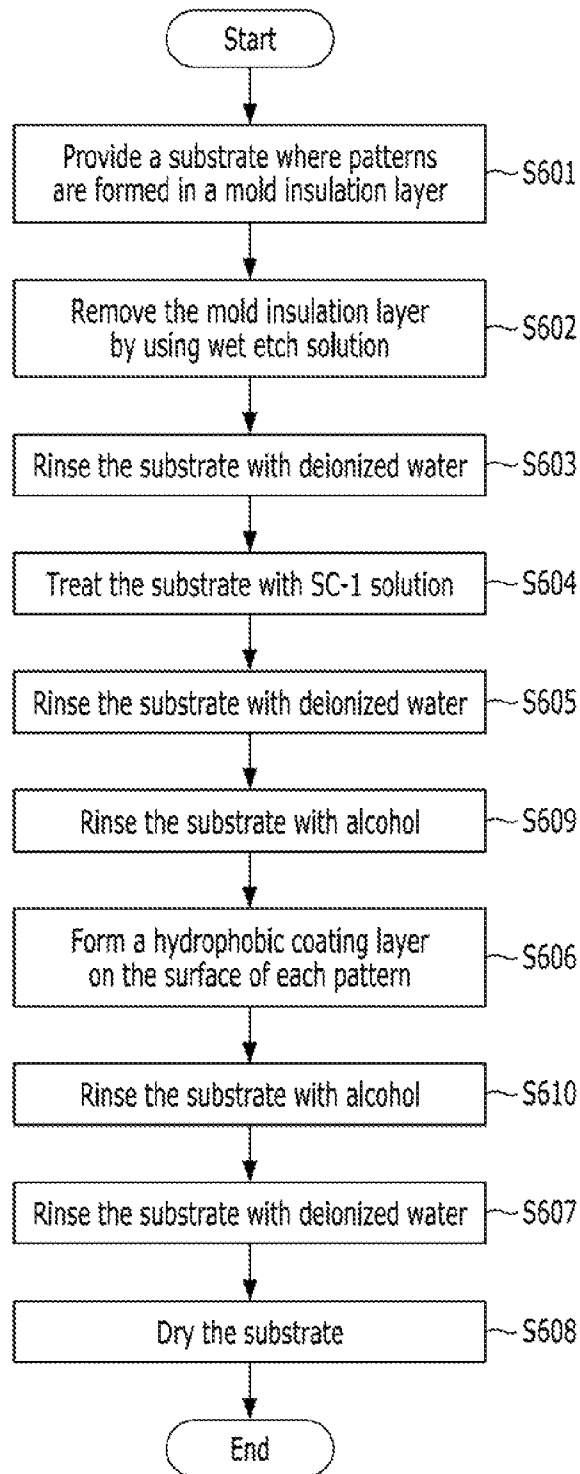 Start
Provide a substrate where patterns
are formed in a mold insulation layer
S601
Remove the mold insulation layer
by using wet etch solution
S602
Rinse the substrate with deionized water
S603
Treat the substrate with SC-1 solution
S604
Rinse the substrate with deionized water
S605
Rinse the substrate with alcohol
S609
Form a hydrophobic coating layer
on the surface of each pattern
S606
Rinse the substrate with alcohol
S610
Rinse the substrate with deionized water
S607
Dry the substrate
S608
End